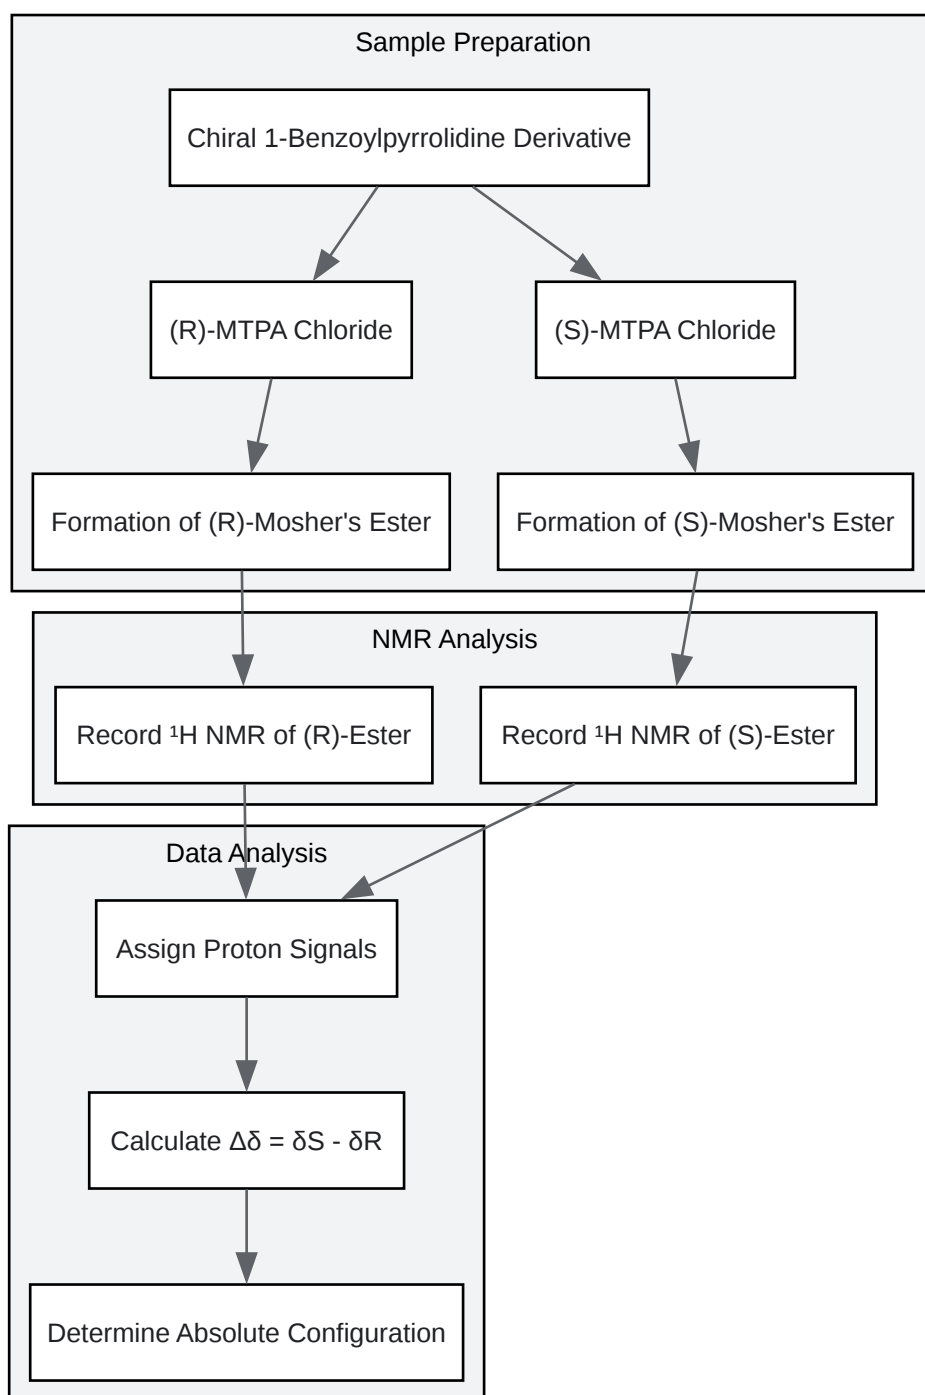 Sample Preparation
Chiral 1-Benzoylpyrrolidine Derivative
(R)-MTPA Chloride
(S)-MTPA Chloride
Formation of (R)-Mosher's Ester
Formation of (S)-Mosher's Ester
NMR Analysis
Record ¹H NMR of (R)-Ester
Record ¹H NMR of (S)-Ester
Data Analysis
Assign Proton Signals
Calculate Δδ = δS - δR
Determine Absolute Configuration